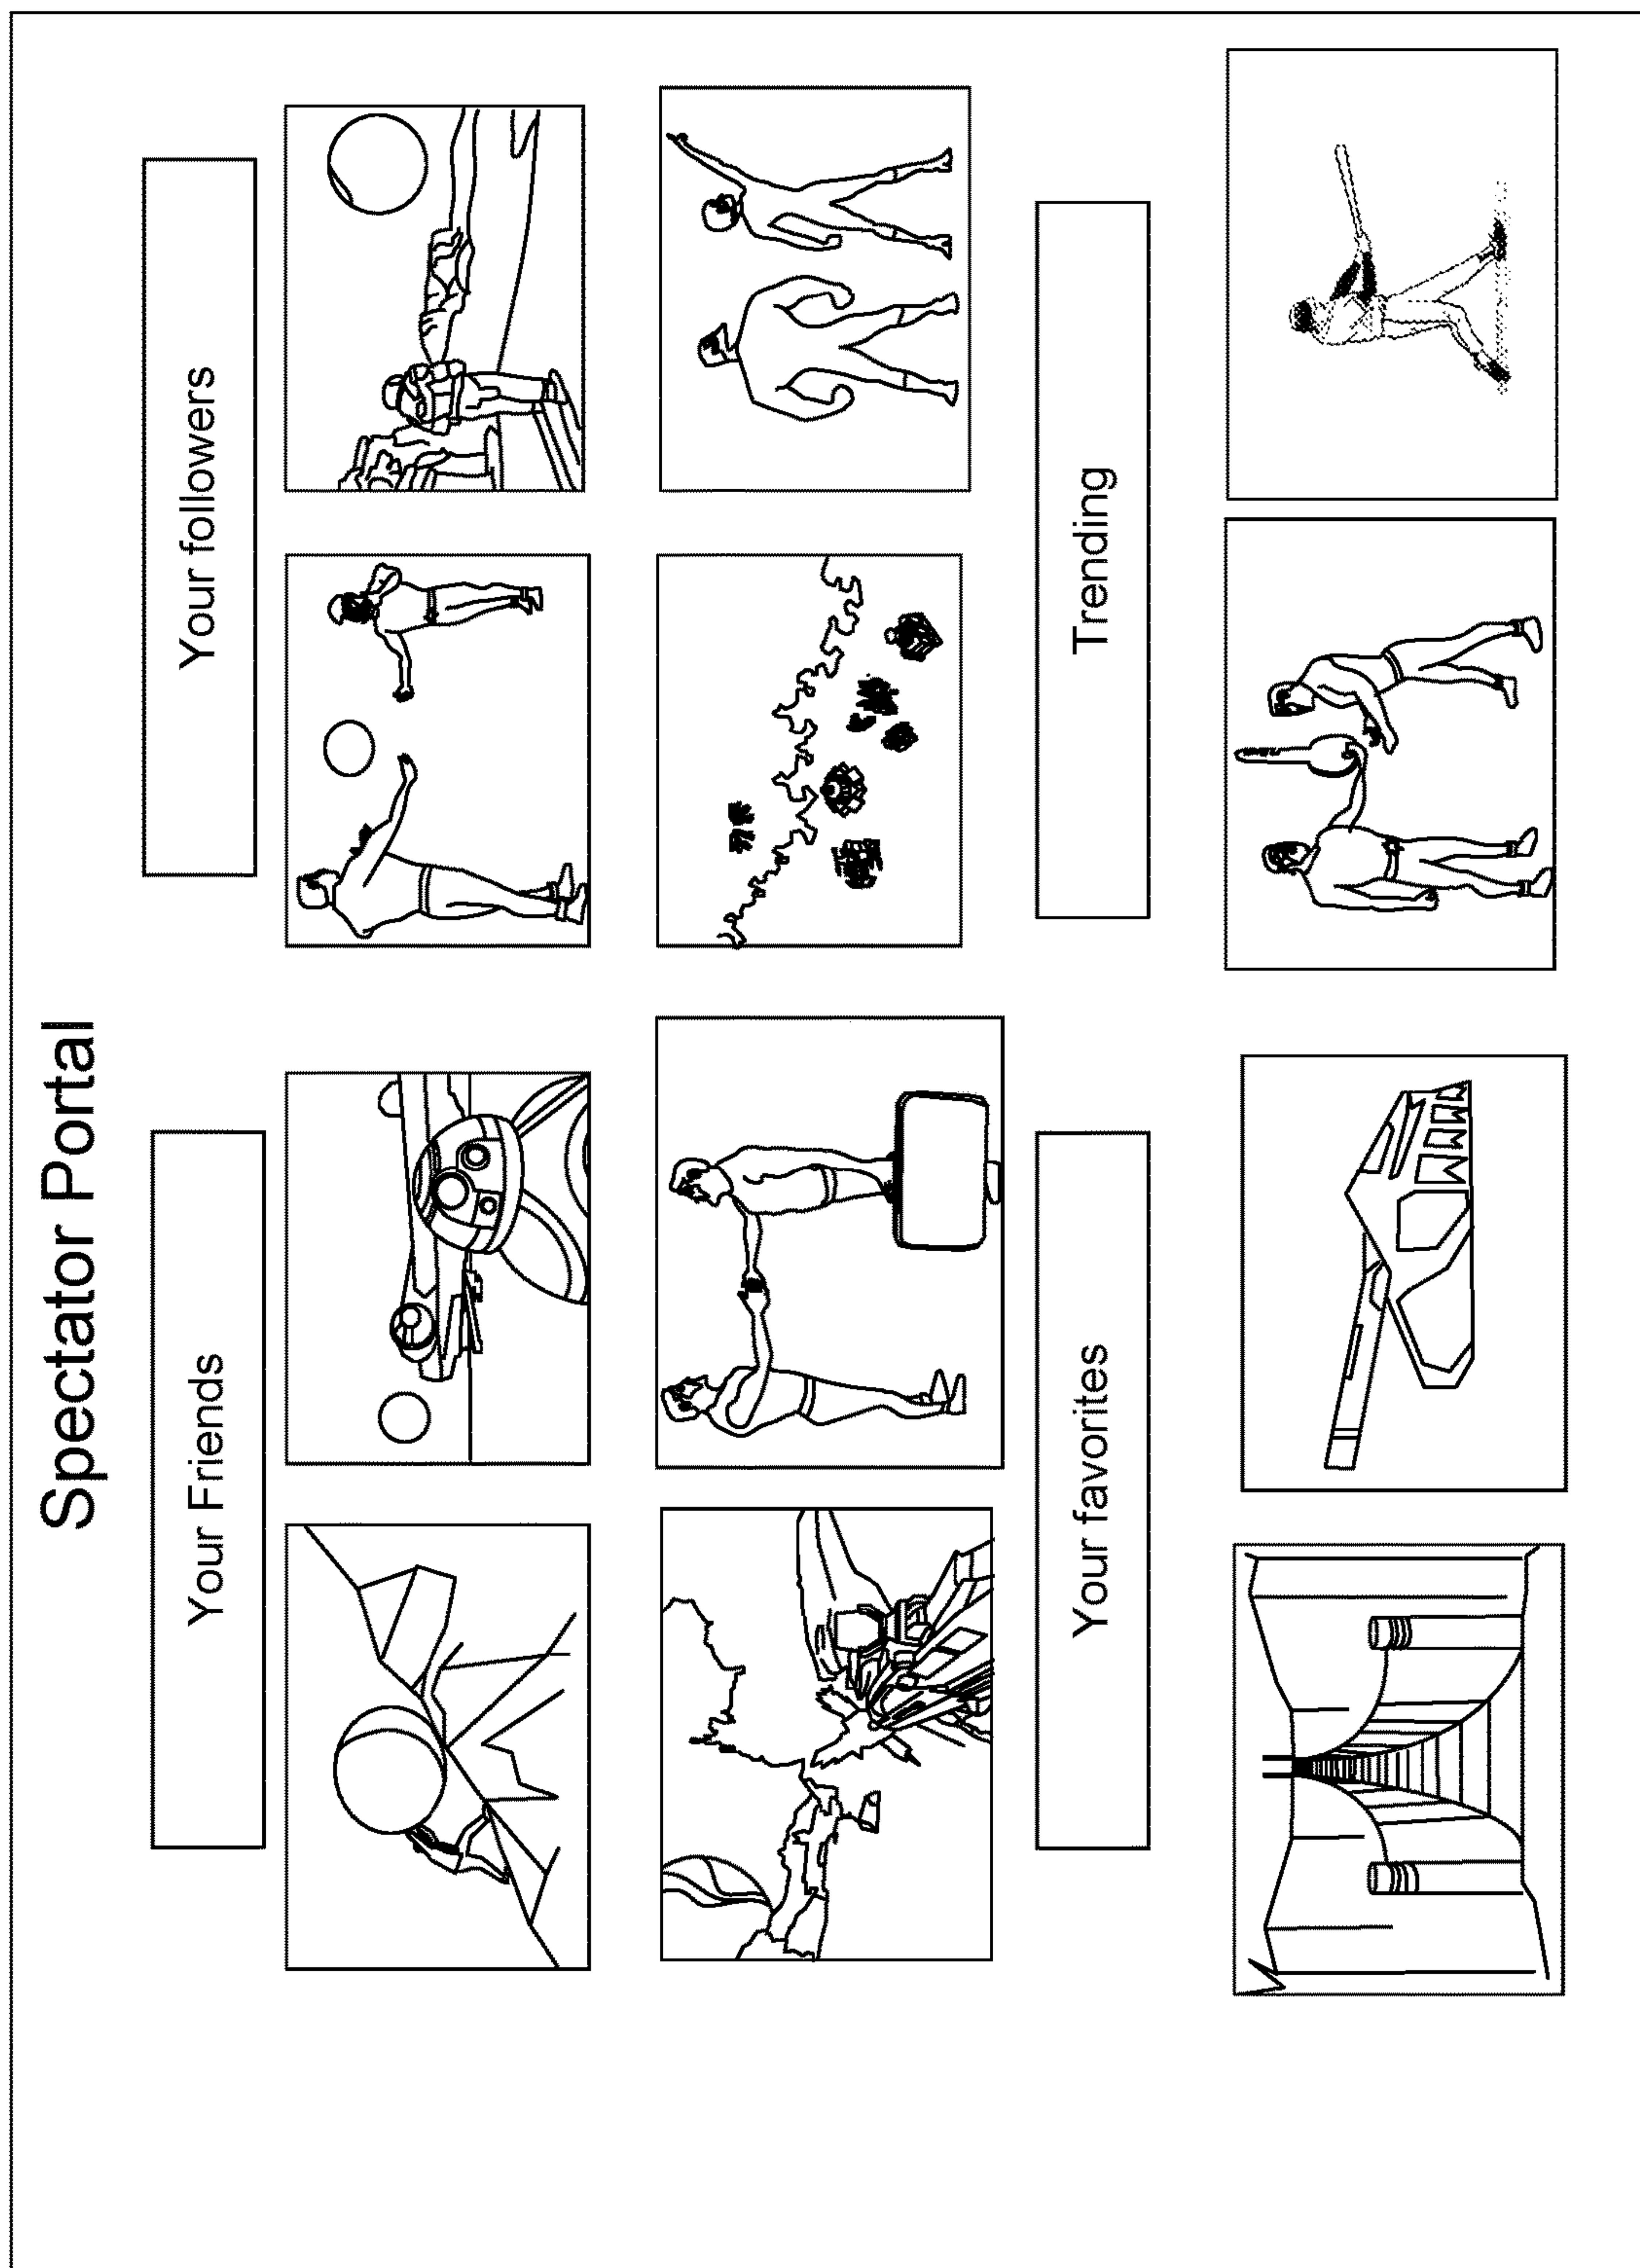 Spectator Portal
Your Friends
Your followers
Your favorites
Trending